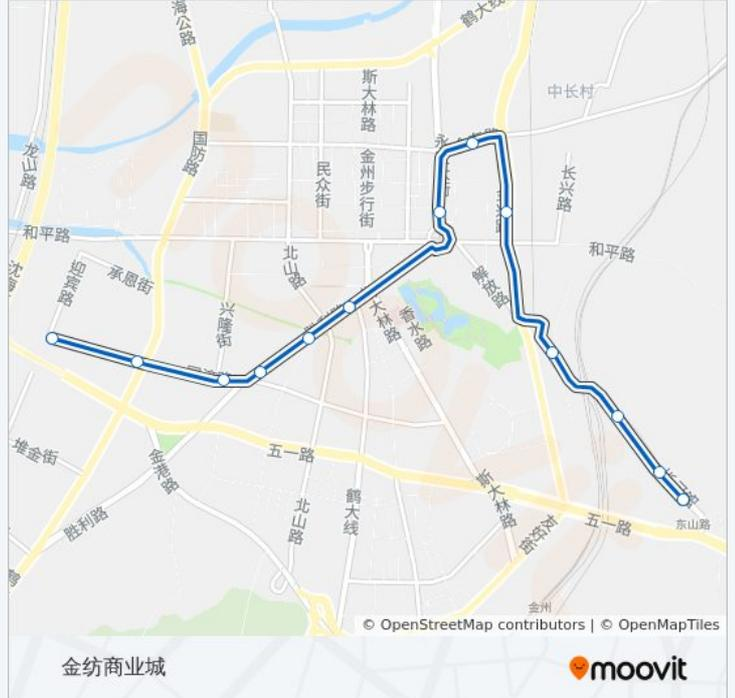 海公路
鹤大线
斯大林路
中长村
国防路
龙山路
民众街
金州步行街
长兴路
和平路
和平路
北山路
迎宾路
承恩街
解放路
兴隆街
大林路
香水路
五一路
堆金街
金港路
斯大林路
北山路
鹤大线
胜利路
友好街
五一路
东山路
金州
© OpenStreetMap contributors | © OpenMapTiles
金纺商业城
moovit